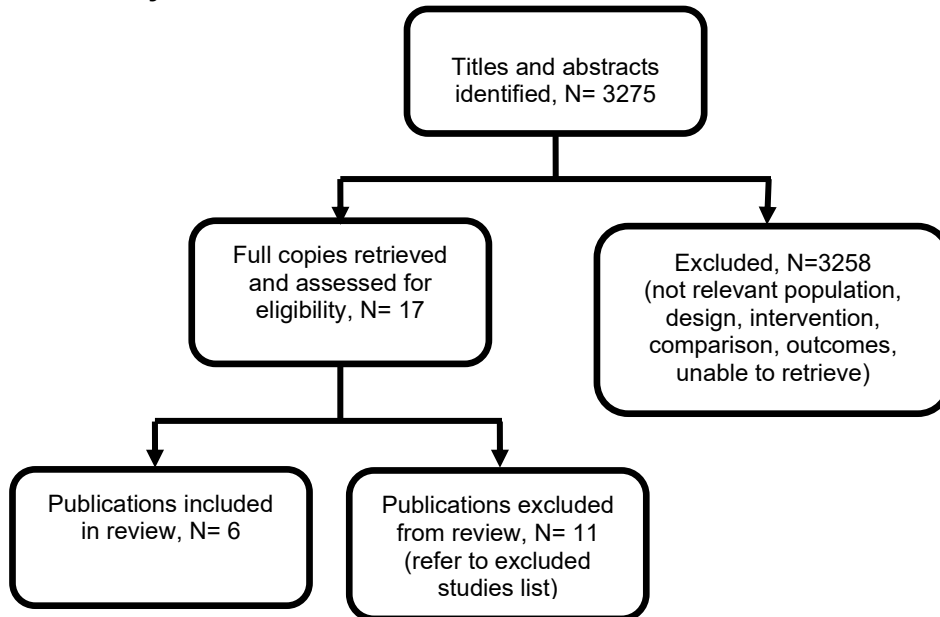 Titles and abstracts
identified, N= 3275
Full copies retrieved
and assessed for
eligibility, N= 17
Excluded, N=3258
(not relevant population,
design, intervention,
comparison, outcomes,
unable to retrieve)
Publications included
in review, N= 6
Publications excluded
from review, N= 11
(refer to excluded
studies list)